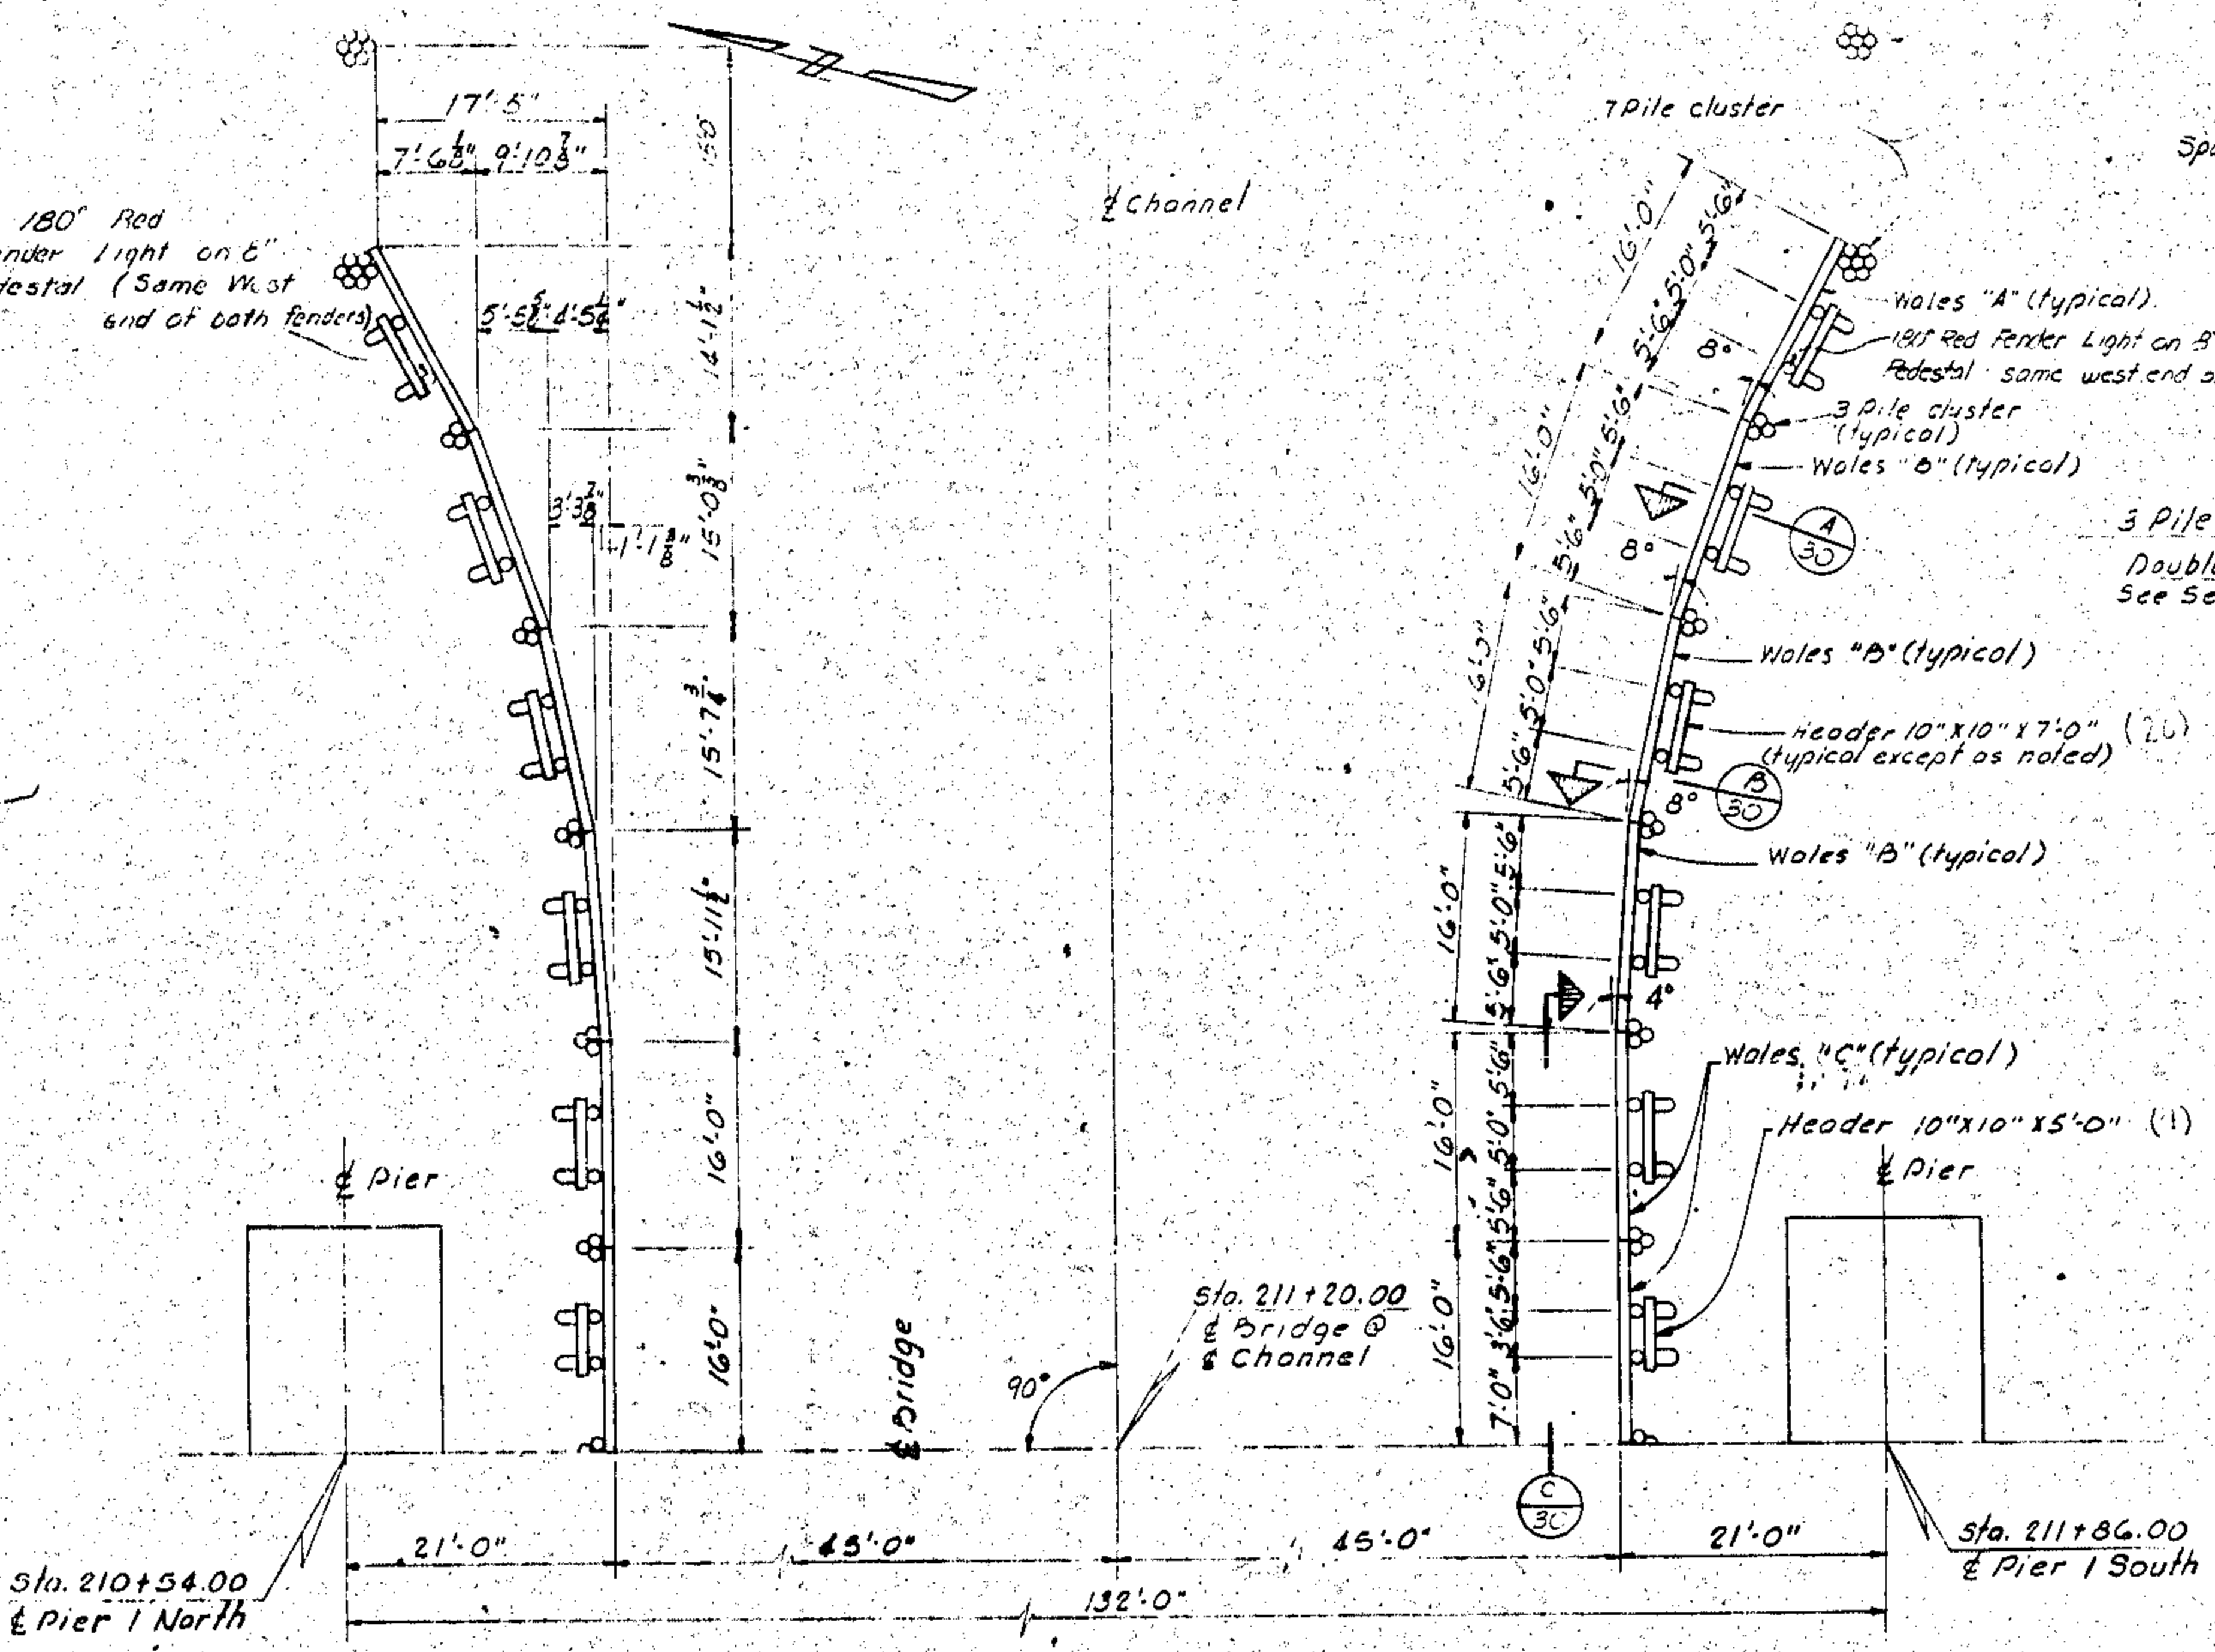 17'-5"
7'-6⅛" 9'-10⅞"
150'
7 Pile cluster
Spa
℄ Channel
180° Red
ender Light on 8"
destal (Same West
end of both fenders)
5'-5⅝" 4'-5¼"
14'-1½"
3'-3⅞"
1'-1⅜"
15'-0⅜"
15'-7¾"
15'-11½"
16'-0"
16'-0"
16'-0"
5'-6" 5'-0" 5'-6"
8°
Wales "A" (typical).
180° Red Fender Light on 8"
Pedestal same west end o
3 Pile cluster
(typical)
Wales "B" (typical)
16'-0"
5'-6" 5'-0" 5'-6"
8°
A
30
3 Pile
Double
See Se
Wales "B" (typical)
16'-0"
5'-6" 5'-0" 5'-6"
Header 10"X10"X7'-0" (20)
(typical except as noted)
8°
B
30
Wales "B" (typical)
16'-0"
5'-6" 5'-0" 5'-6"
4°
Wales "C" (typical)
16'-0"
5'-6" 5'-0" 5'-6"
Header 10"X10"X5'-0"
℄ Pier
℄ Pier
16'-0"
7'-0" 3'-6" 5'-6"
Sta. 211+20.00
℄ Bridge @
℄ Channel
℄ Bridge
90°
C
30
21'-0"
45'-0"
45'-0"
21'-0"
132'-0"
Sta. 210+54.00
℄ Pier 1 North
Sta. 211+86.00
℄ Pier 1 South